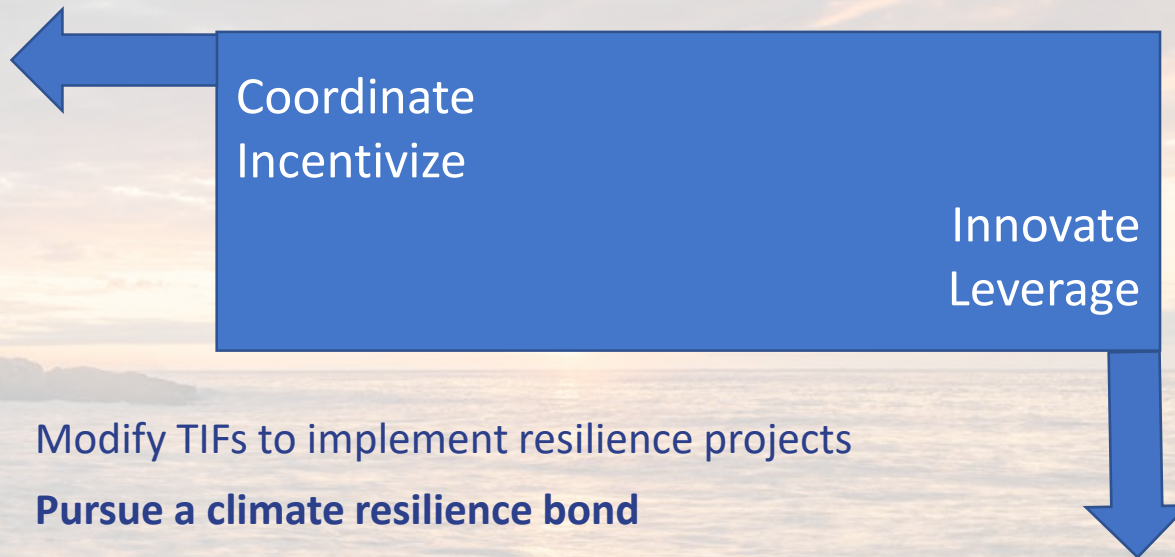 Coordinate
Incentivize
Innovate
Leverage
Modify TIFs to implement resilience projects
Pursue a climate resilience bond